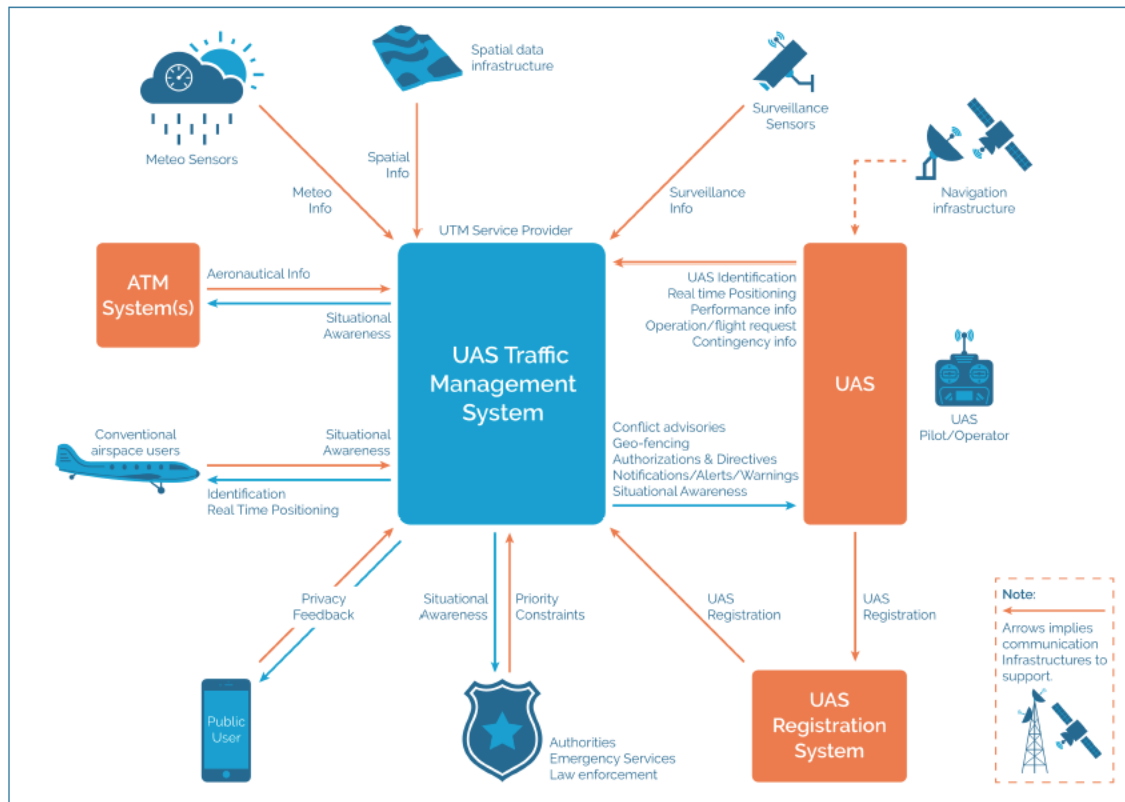 Spatial data
infrastructure
Surveillance
Sensors
Meteo Sensors
Spatial
Info
Meteo
Info
Surveillance
Info
Navigation
infrastructure
UTM Service Provider
ATM
System(s)
Aeronautical Info
Situational
Awareness
UAS Traffic
Management
System
UAS Identification
Real time Positioning
Performance info
Operation/flight request
Contingency info
UAS
UAS
Pilot/Operator
Conventional
airspace users
Situational
Awareness
Identification
Real Time Positioning
Conflict advisories
Geo-fencing
Authorizations & Directives
Notifications/Alerts/Warnings
Situational Awareness
Privacy
Feedback
Situational
Awareness
Priority
Constraints
UAS
Registration
UAS
Registration
Note:
Arrows implies
communication
Infrastructures to
support.
Public
User
Authorities
Emergency Services
Law enforcement
UAS
Registration
System